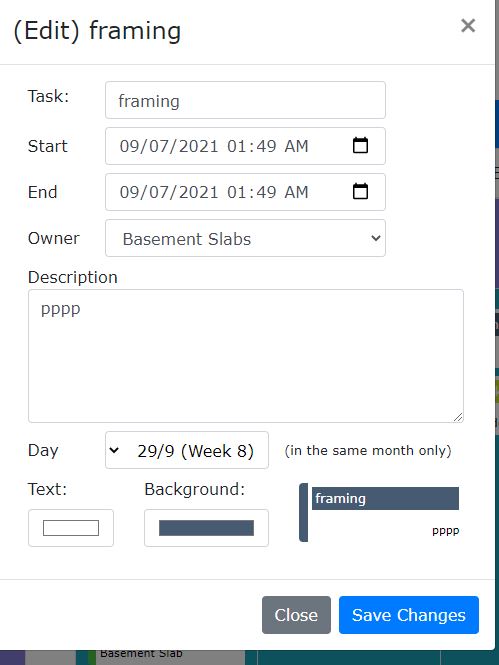 (Edit) framing ×
Task: framing
Start 09/07/2021 01:49 AM
End 09/07/2021 01:49 AM
Owner Basement Slabs
Description
pppp
Day 29/9 (Week 8) (in the same month only)
Text: Background:
framing
pppp
Close Save Changes
Basement Slab